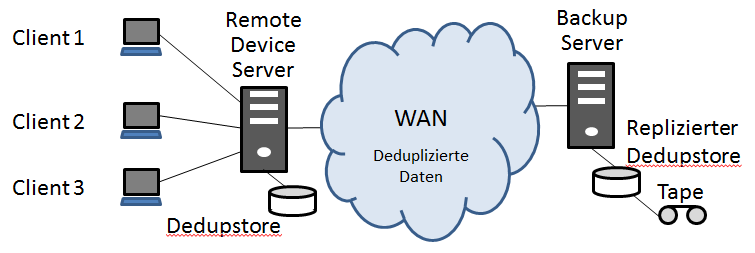 Client 1
Client 2
Client 3
Remote
Device
Server
Dedupstore
WAN
Deduplizierte
Daten
Backup
Server
Replizierter
Dedupstore
Tape